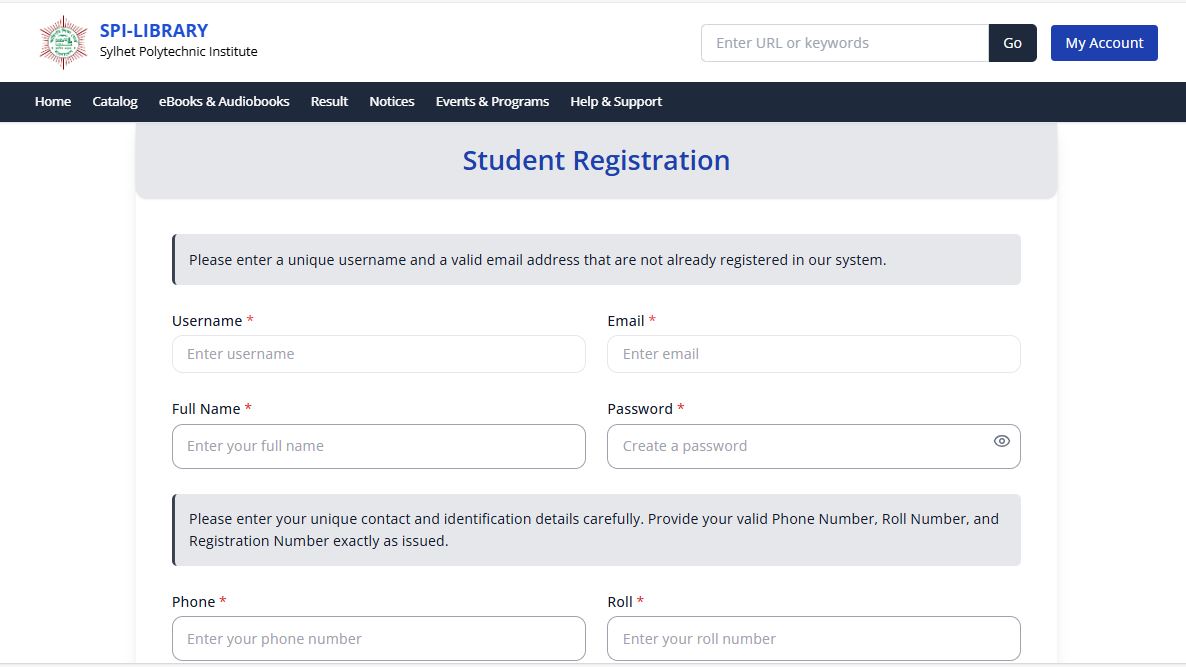 SPI-LIBRARY
Sylhet Polytechnic Institute
Enter URL or keywords
Go
My Account
Home
Catalog
eBooks & Audiobooks
Result
Notices
Events & Programs
Help & Support
Student Registration
Please enter a unique username and a valid email address that are not already registered in our system.
Username *
Email *
Enter username
Enter email
Full Name *
Password *
Enter your full name
Create a password
Please enter your unique contact and identification details carefully. Provide your valid Phone Number, Roll Number, and
Registration Number exactly as issued.
Phone *
Roll *
Enter your phone number
Enter your roll number